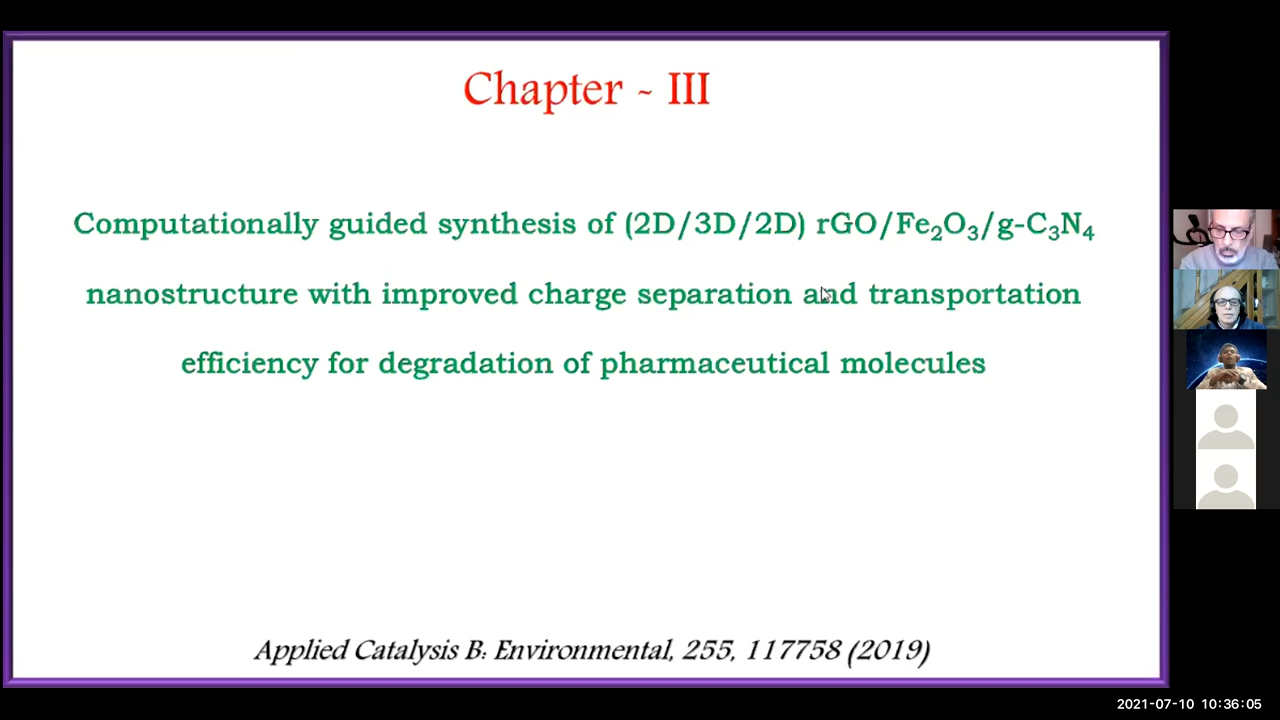 Chapter - III
Computationally guided synthesis of (2D/3D/2D) rGO/Fe₂O₃/g-C₃N₄
nanostructure with improved charge separation and transportation
efficiency for degradation of pharmaceutical molecules
Applied Catalysis B: Environmental, 255, 117758 (2019)
2021-07-10 10:36:05